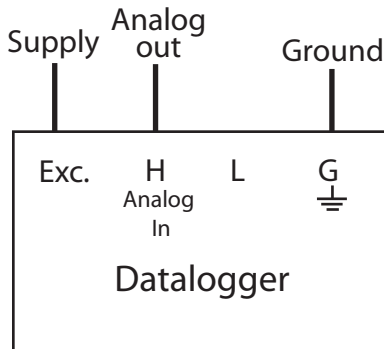 Supply
Analog
out
Ground
Exc.
H
L
G
Analog
In
Datalogger